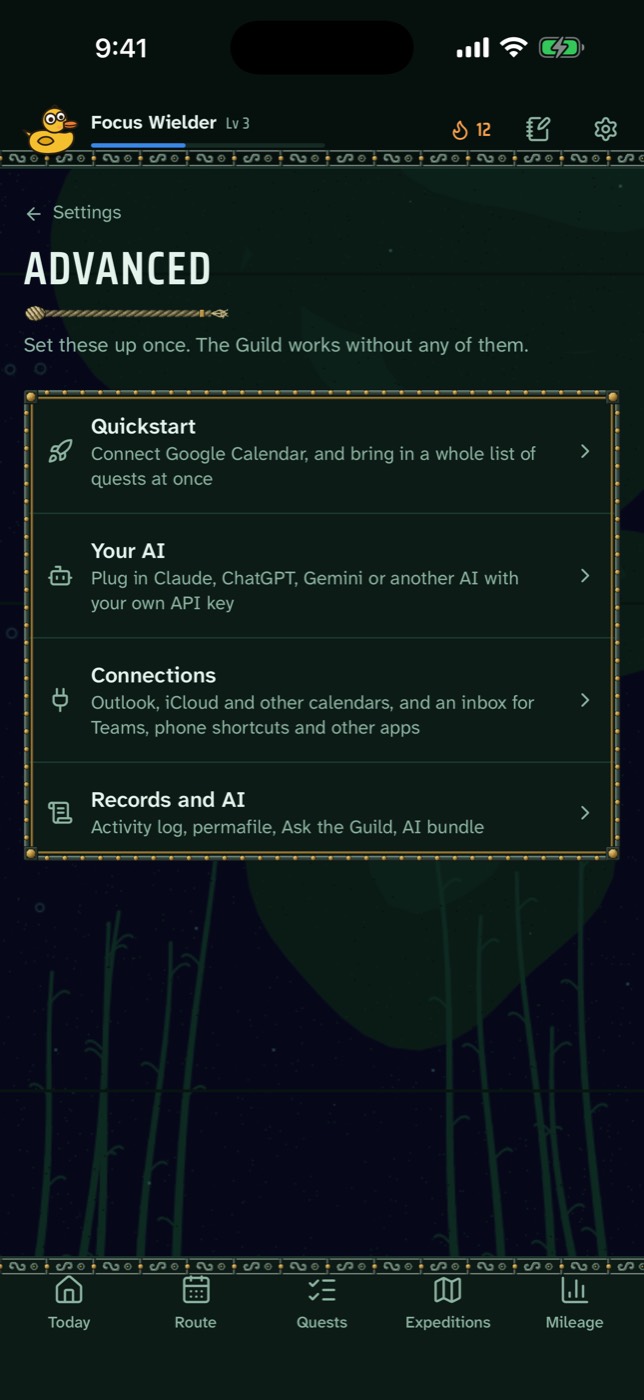 9:41
Focus Wielder Lv 3
12
Settings
ADVANCED
Set these up once. The Guild works without any of them.
Quickstart
Connect Google Calendar, and bring in a whole list of
quests at once
Your AI
Plug in Claude, ChatGPT, Gemini or another AI with
your own API key
Connections
Outlook, iCloud and other calendars, and an inbox for
Teams, phone shortcuts and other apps
Records and AI
Activity log, permafile, Ask the Guild, AI bundle
Today
Route
Quests
Expeditions
Mileage